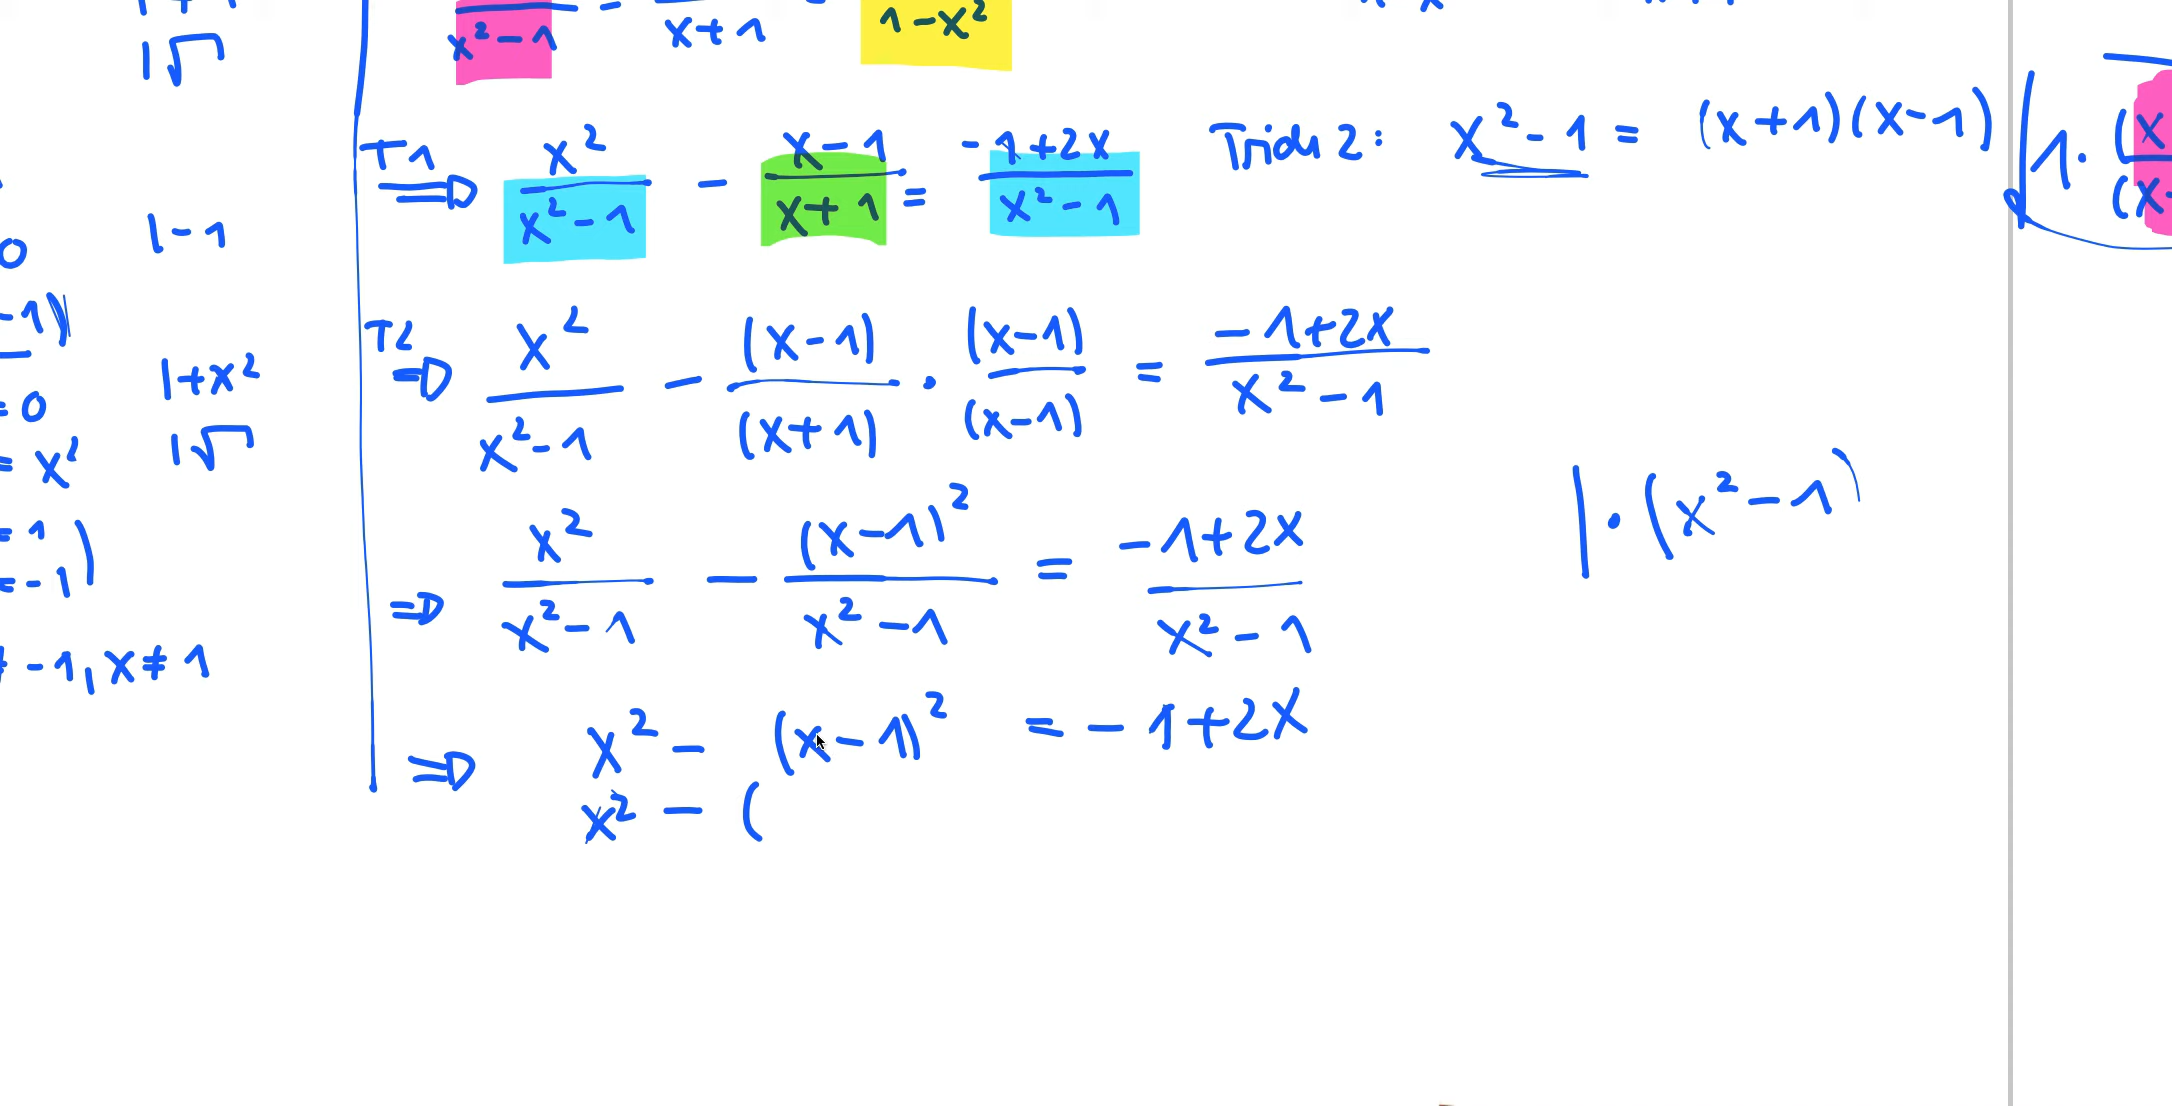 1√
x² - 1   x + 1   1 - x²
T1 ⇒ x²/(x² - 1) - (x - 1)/(x + 1) = (-1 + 2x)/(x² - 1)   Trick 2: x² - 1 = (x + 1)(x - 1) | 1 ·
0   | - 1
- 1)
T2 ⇒ x²/(x² - 1) - (x - 1)/(x + 1) · (x - 1)/(x - 1) = (-1 + 2x)/(x² - 1)
| + x²
= 0
= x²   | √
⇒ x²/(x² - 1) - (x - 1)²/(x² - 1) = (-1 + 2x)/(x² - 1)   | · (x² - 1)
= 1
= - 1)
≠ - 1, x ≠ 1
⇒ x² - (x - 1)² = - 1 + 2x
x² - (